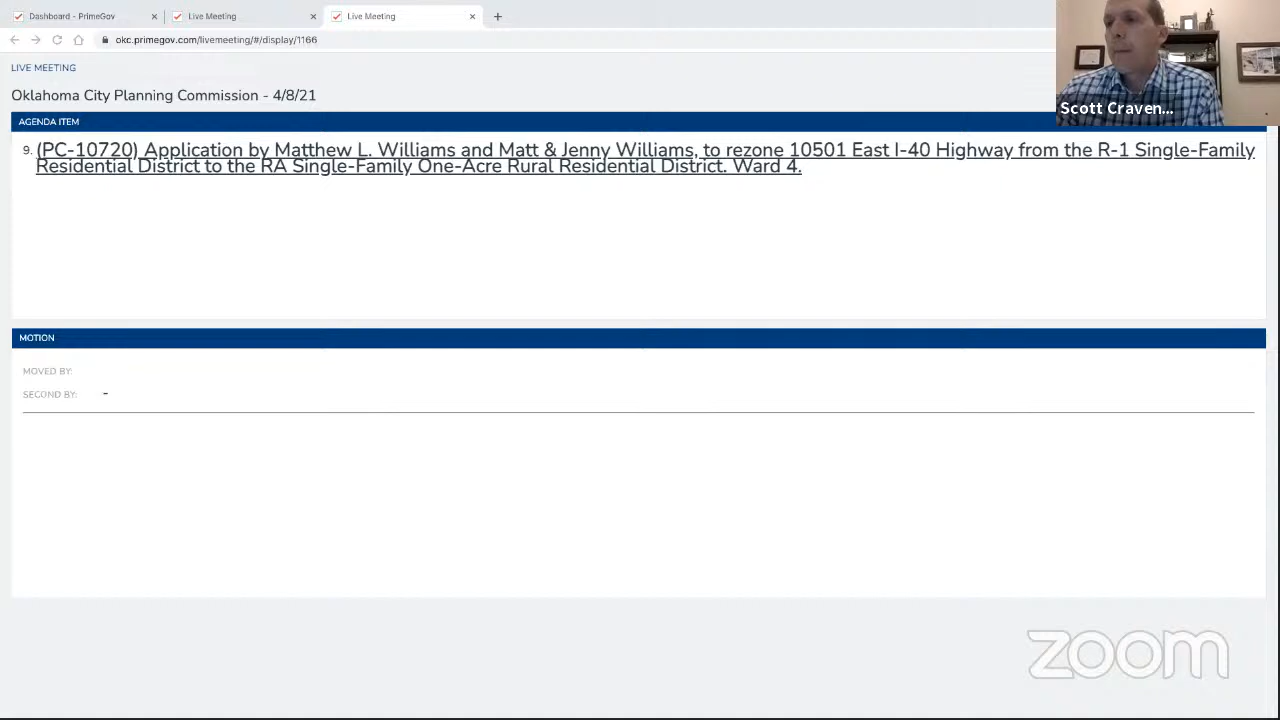 Dashboard - PrimeGov
Live Meeting
Live Meeting
okc.primegov.com/livemeeting/#/display/1166
LIVE MEETING
Oklahoma City Planning Commission - 4/8/21
AGENDA ITEM
9. (PC-10720) Application by Matthew L. Williams and Matt & Jenny Williams, to rezone 10501 East I-40 Highway from the R-1 Single-Family
Residential District to the RA Single-Family One-Acre Rural Residential District. Ward 4.
MOTION
MOVED BY:
SECOND BY: -
Scott Craven...
zoom